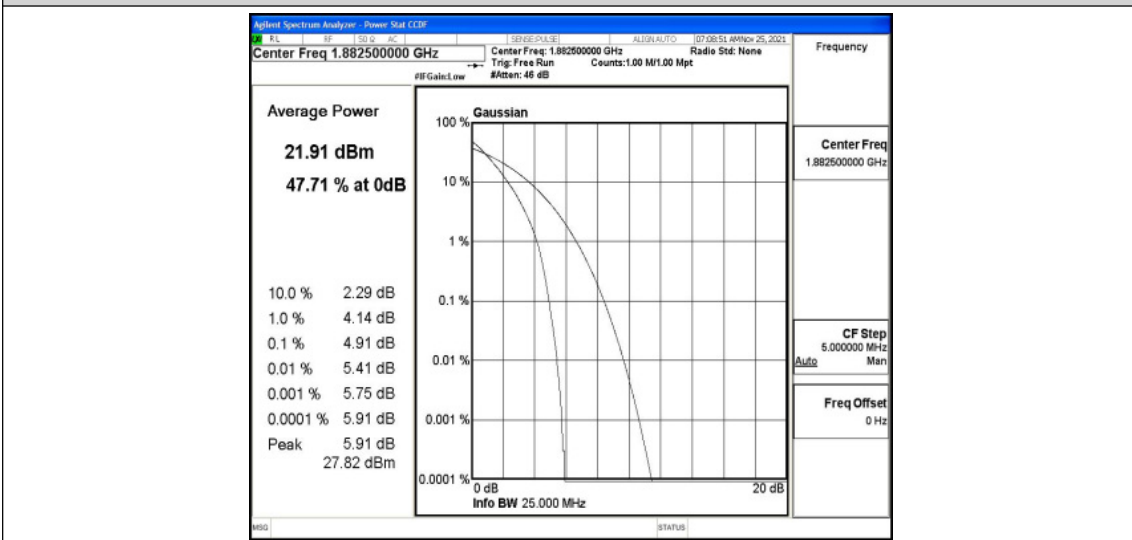 Agilent Spectrum Analyzer - Power Stat CCDF
RL RF 50 Ω AC SENSE:PULSE ALIGN AUTO 07:08:51 AM Nov 25, 2021
Center Freq 1.882500000 GHz
Center Freq: 1.882500000 GHz Radio Std: None
Trig: Free Run Counts:1.00 M/1.00 Mpt
#IFGain:Low #Atten: 46 dB
Frequency
Average Power
21.91 dBm
47.71 % at 0dB
10.0 % 2.29 dB
1.0 % 4.14 dB
0.1 % 4.91 dB
0.01 % 5.41 dB
0.001 % 5.75 dB
0.0001 % 5.91 dB
Peak 5.91 dB
27.82 dBm
Gaussian
100 %
10 %
1 %
0.1 %
0.01 %
0.001 %
0.0001 %
0 dB 20 dB
Info BW 25.000 MHz
Center Freq
1.882500000 GHz
CF Step
5.000000 MHz
Auto Man
Freq Offset
0 Hz
MSG STATUS